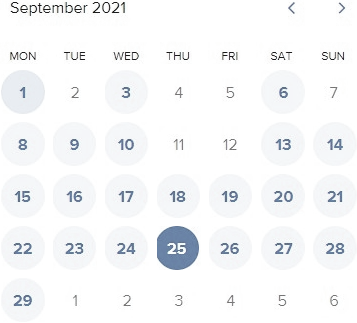 September 2021
MON TUE WED THU FRI SAT SUN
1 2 3 4 5 6 7
8 9 10 11 12 13 14
15 16 17 18 19 20 21
22 23 24 25 26 27 28
29 1 2 3 4 5 6